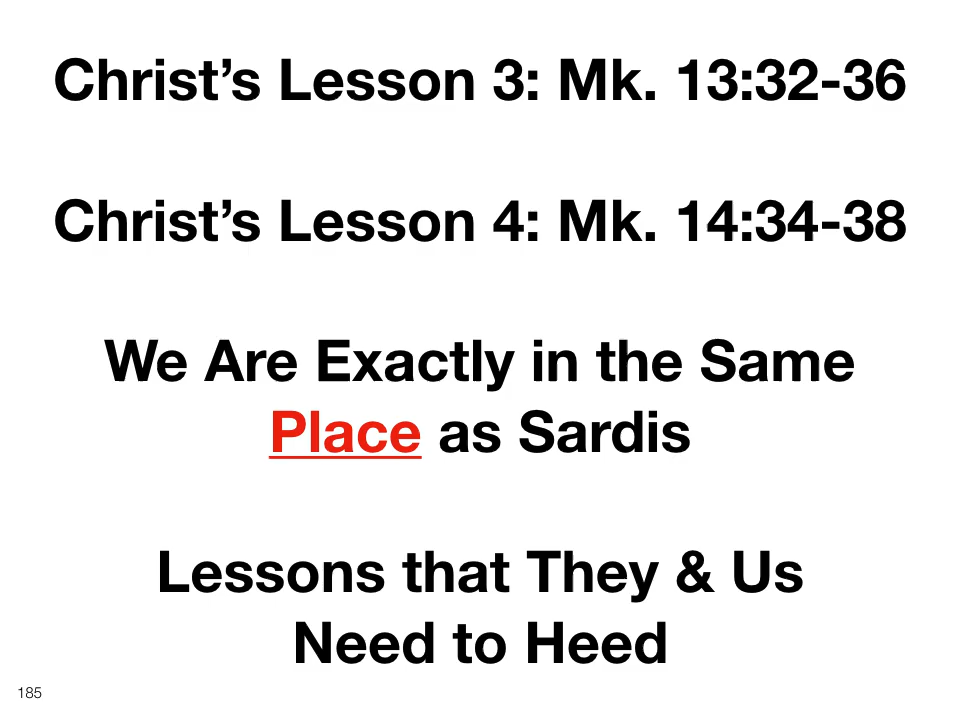 Christ’s Lesson 3: Mk. 13:32-36
Christ’s Lesson 4: Mk. 14:34-38
We Are Exactly in the Same
Place as Sardis
Lessons that They & Us
Need to Heed
185